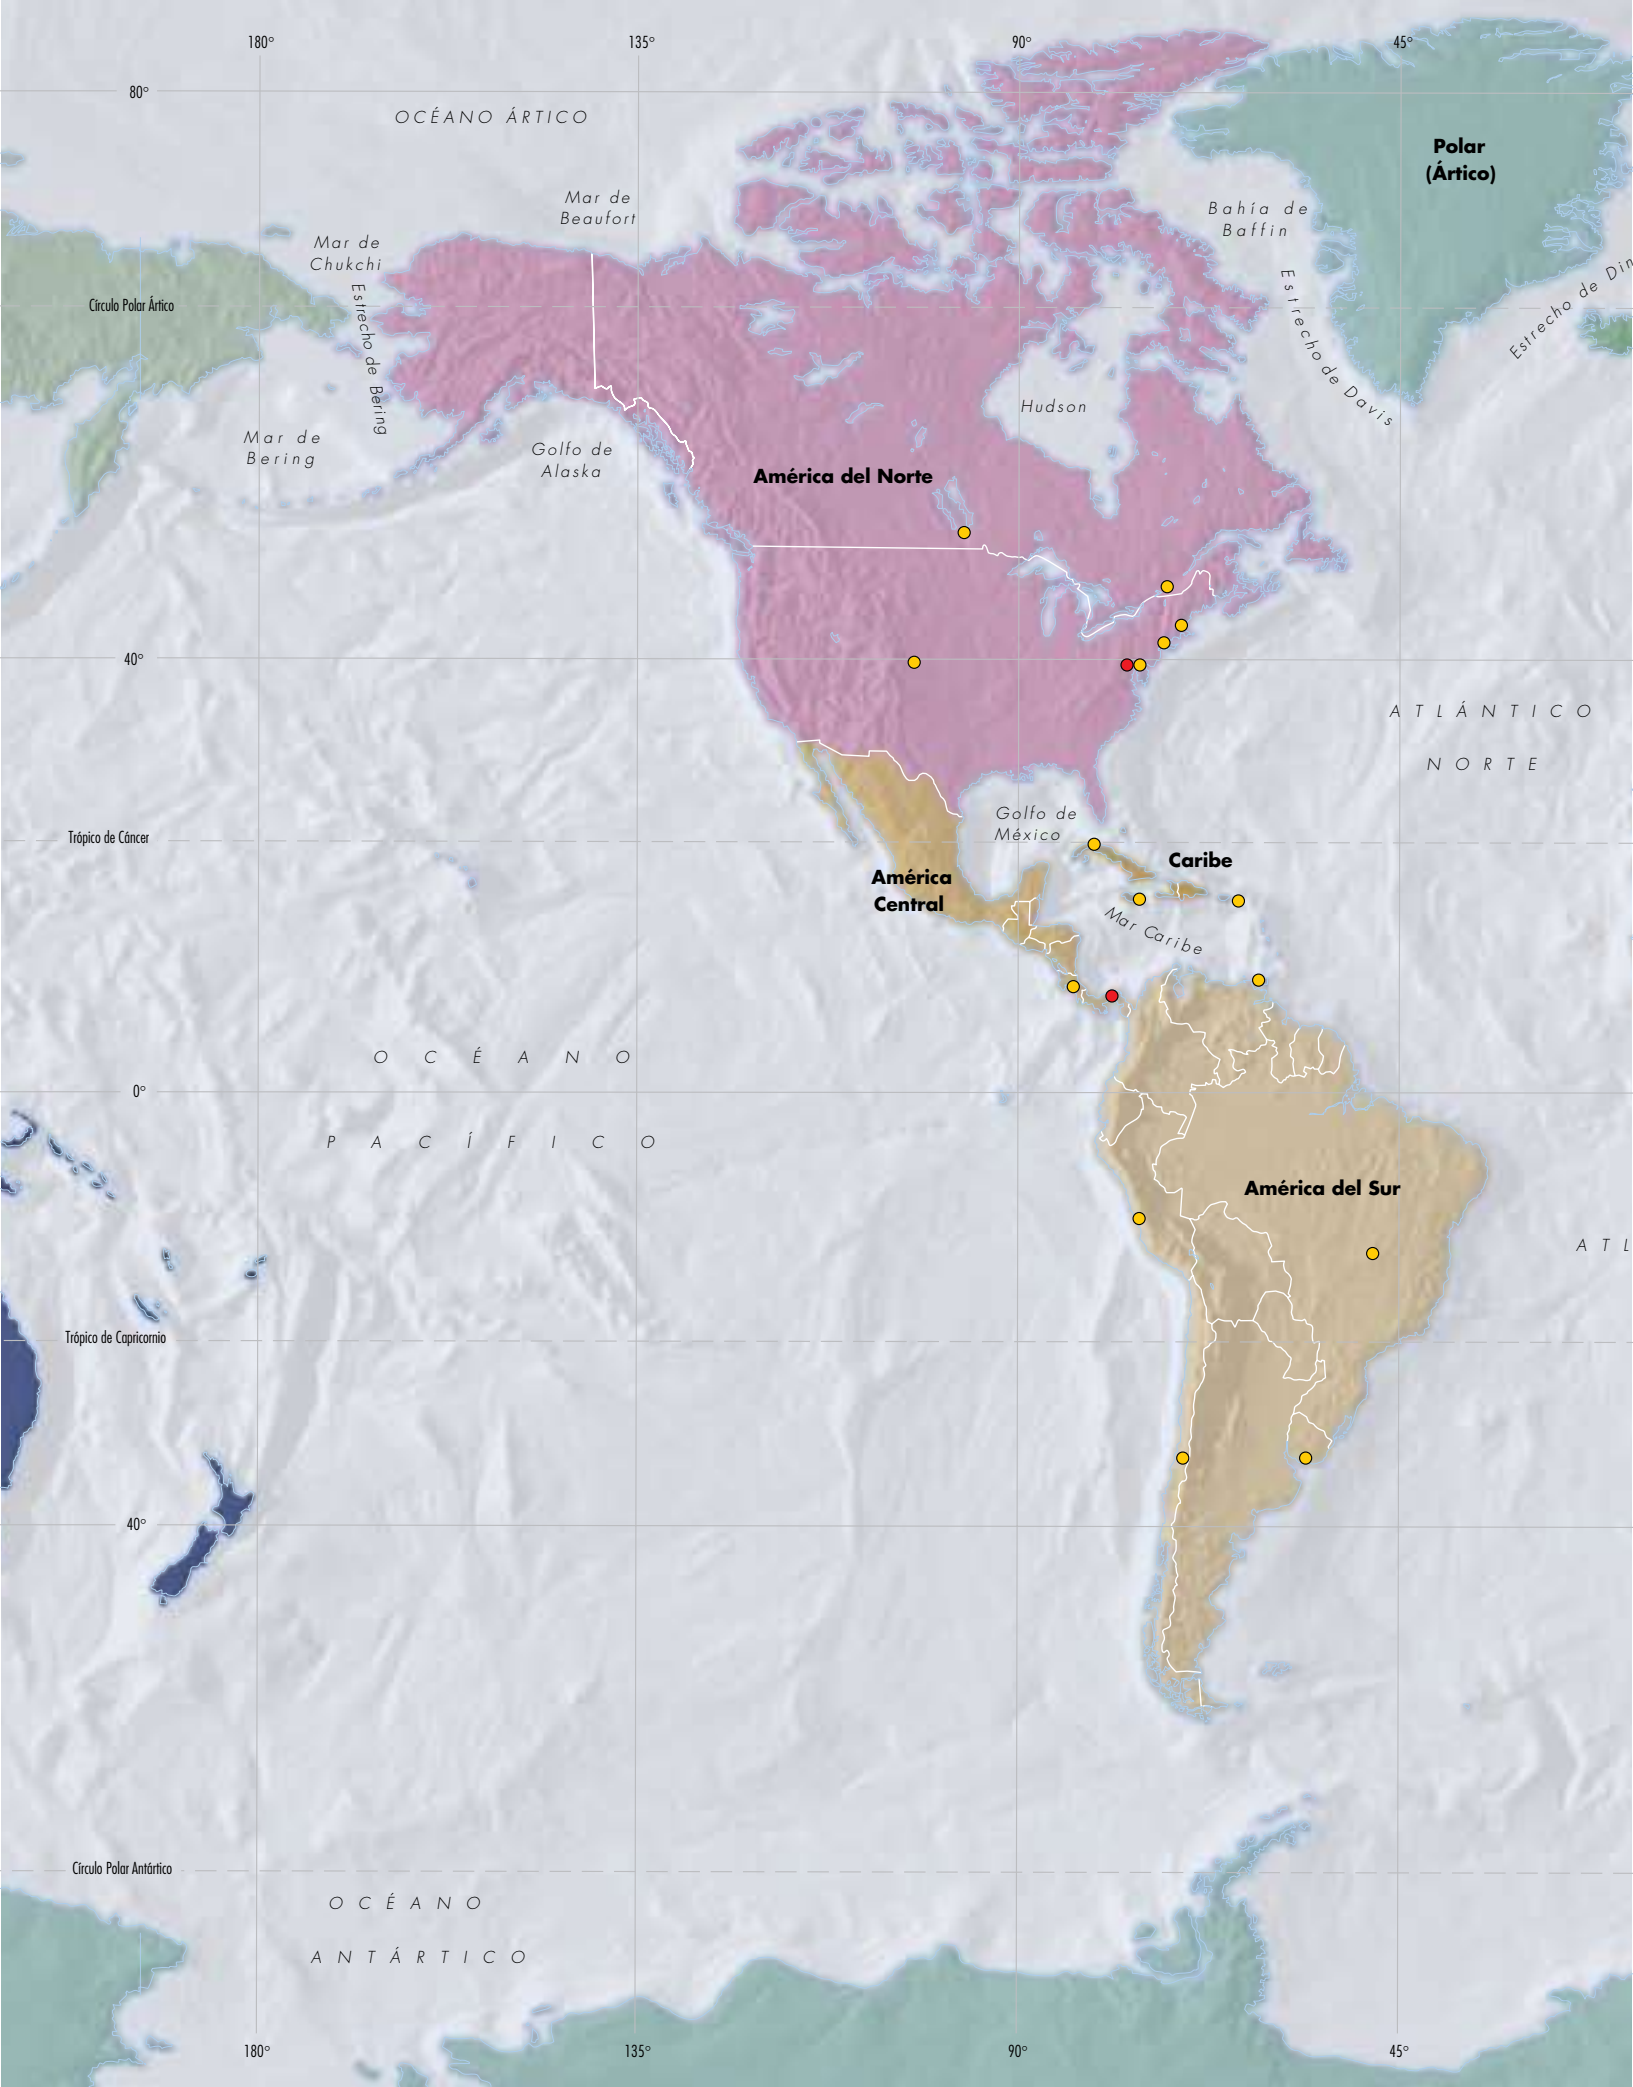 180°
135°
90°
45°
80°
OCÉANO ÁRTICO
Polar
(Ártico)
Mar de
Beaufort
Bahía de
Baffin
Mar de
Chukchi
Estrecho de Bering
Estrecho de Davis
Estrecho de Din
Círculo Polar Ártico
Hudson
Mar de
Bering
Golfo de
Alaska
América del Norte
40°
ATLÁNTICO
NORTE
Golfo de
México
Trópico de Cáncer
Caribe
América
Central
Mar Caribe
OCÉANO
0°
PACÍFICO
América del Sur
ATL
Trópico de Capricornio
40°
Círculo Polar Antártico
OCÉANO
ANTÁRTICO
180°
135°
90°
45°